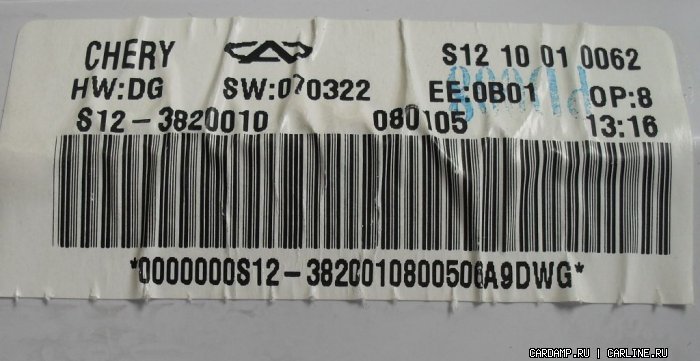 CHERY S12 10 01 0062
HW:DG SW:070322 EE:0B01 OP:8
S12-3820010 080105 13:16
*0000000S12-3820010800506A9DWG*
CARDAMP.RU | CARLINE.RU